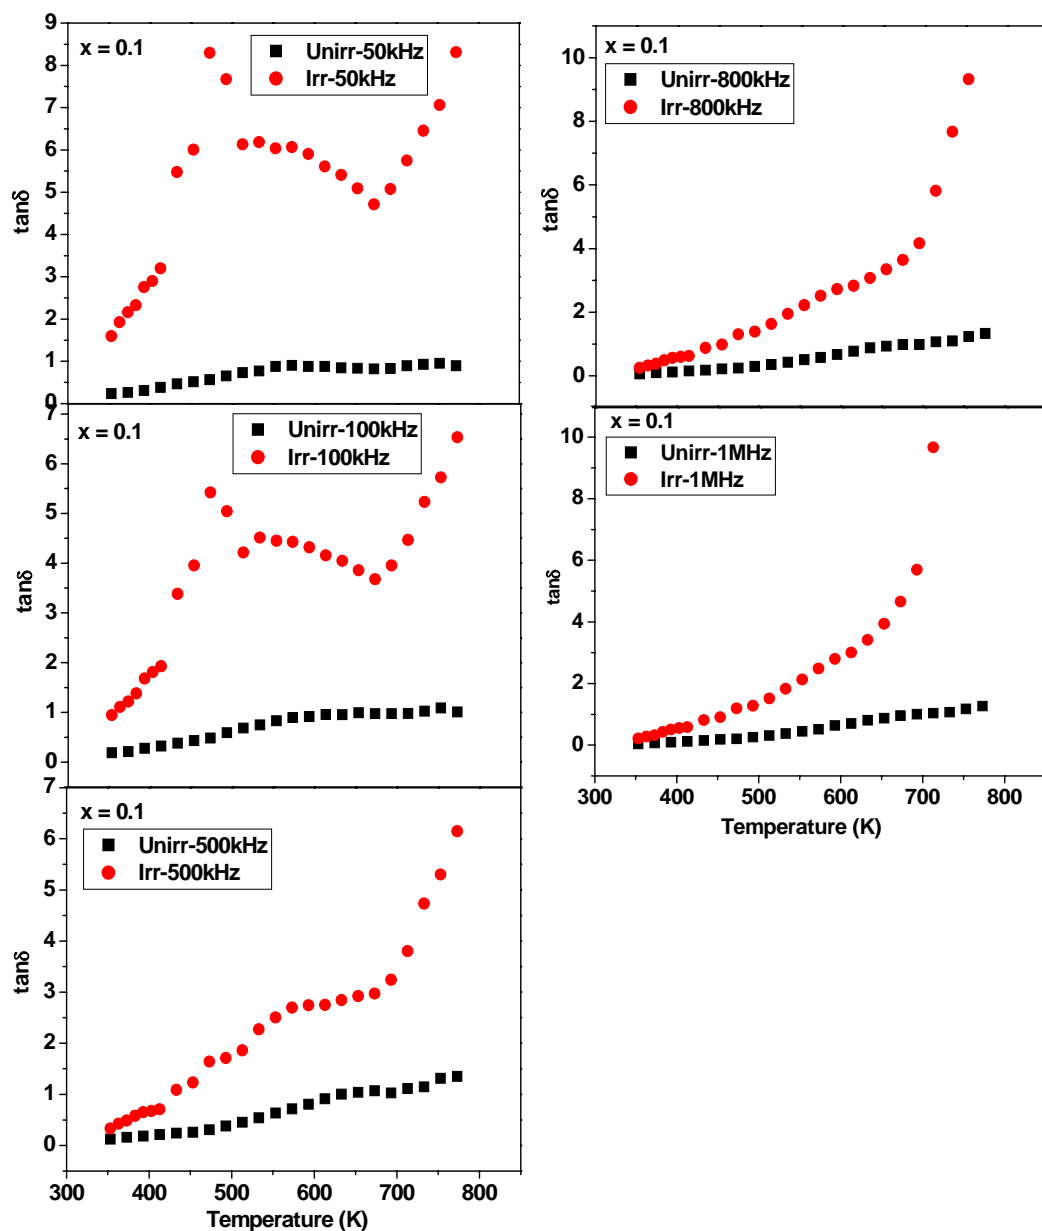 9
8
7
6
5
4
3
2
1
0
tanδ
x = 0.1
Unirr-50kHz
Irr-50kHz
7
6
5
4
3
2
1
0
tanδ
x = 0.1
Unirr-100kHz
Irr-100kHz
7
6
5
4
3
2
1
0
tanδ
x = 0.1
Unirr-500kHz
Irr-500kHz
300 400 500 600 700 800
Temperature (K)
10
8
6
4
2
0
tanδ
x = 0.1
Unirr-800kHz
Irr-800kHz
10
8
6
4
2
0
tanδ
x = 0.1
Unirr-1MHz
Irr-1MHz
300 400 500 600 700 800
Temperature (K)